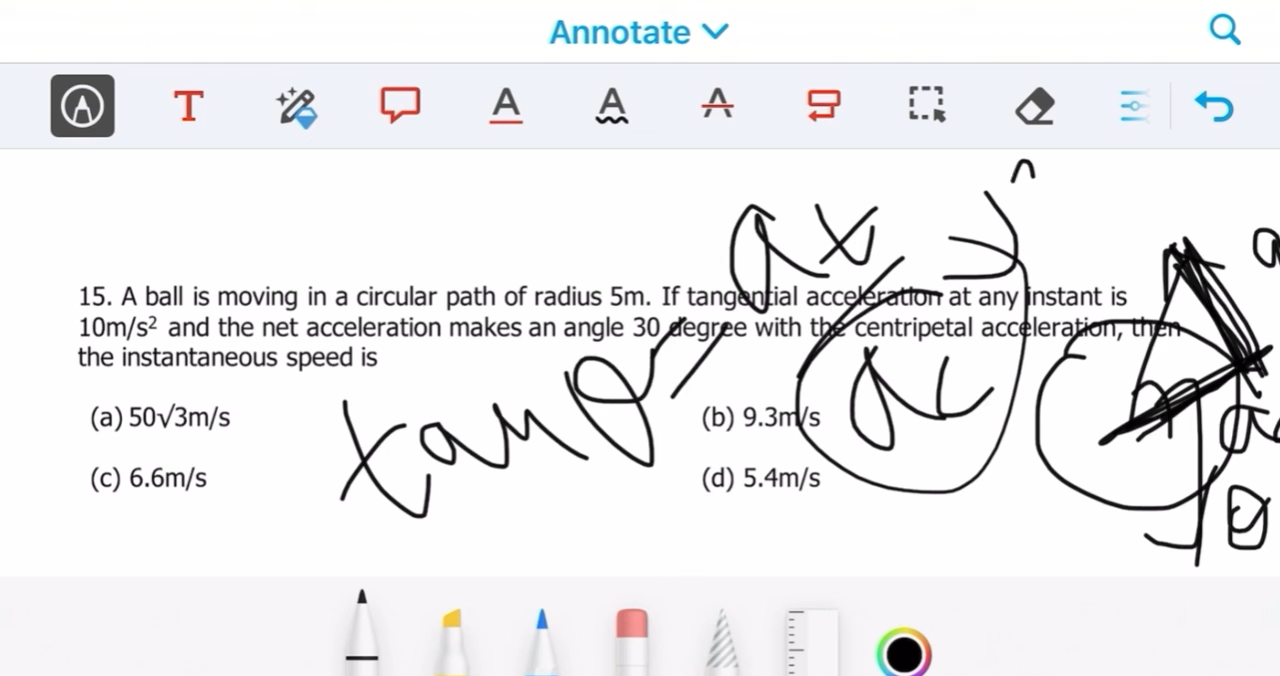 Annotate
15. A ball is moving in a circular path of radius 5m. If tangential acceleration at any instant is
10m/s² and the net acceleration makes an angle 30 degree with the centripetal acceleration, then
the instantaneous speed is
(a) 50√3m/s
(b) 9.3m/s
(c) 6.6m/s
(d) 5.4m/s
tan θ =